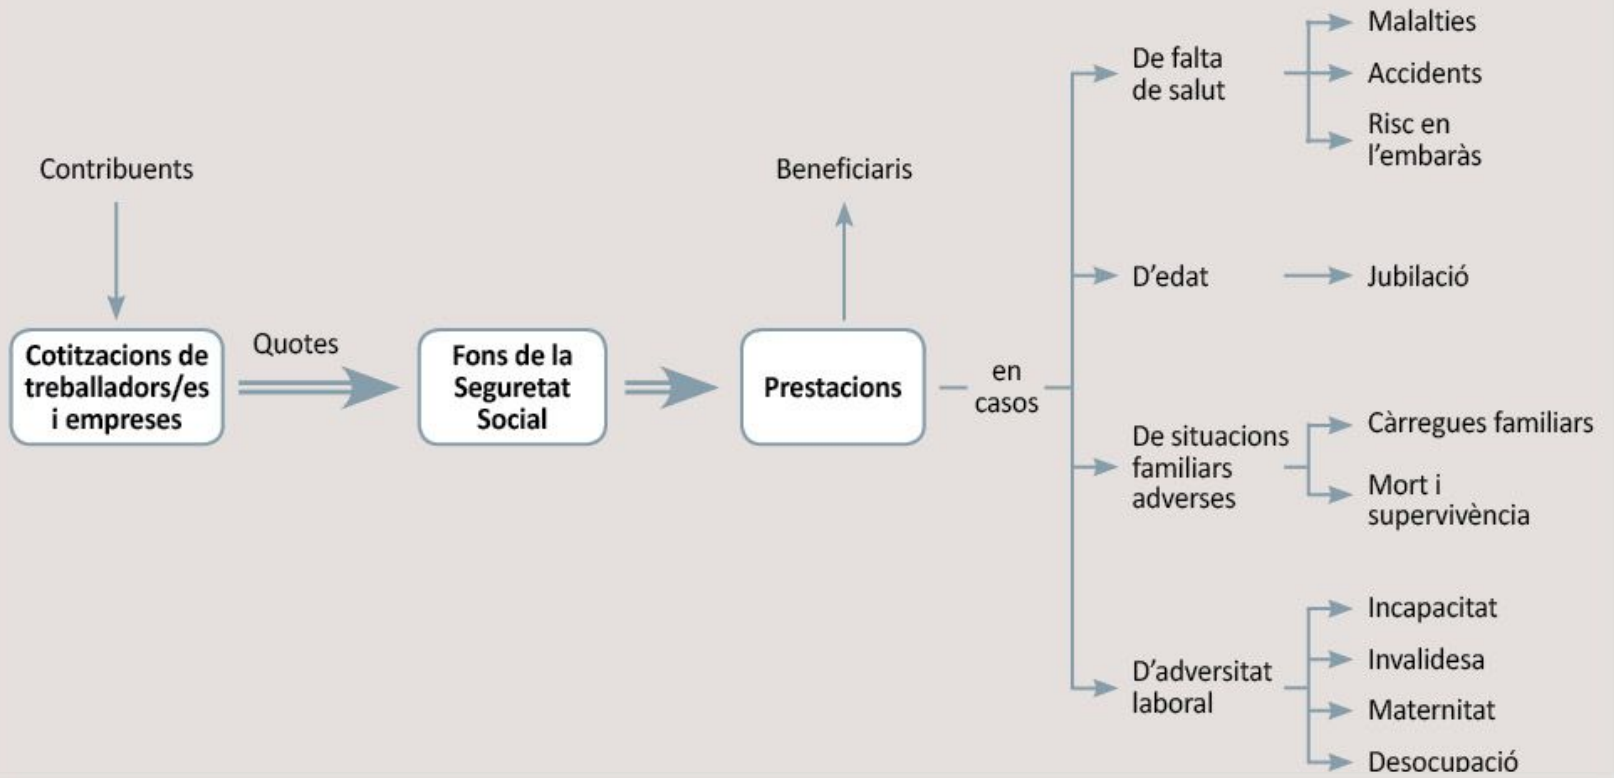 Contribuents
Cotitzacions de
treballadors/es
i empreses
Quotes
Fons de la
Seguretat
Social
Beneficiaris
Prestacions
en
casos
De falta
de salut
Malalties
Accidents
Risc en
l’embaràs
D’edat
Jubilació
De situacions
familiars
adverses
Càrregues familiars
Mort i
supervivència
D’adversitat
laboral
Incapacitat
Invalidesa
Maternitat
Desocupació